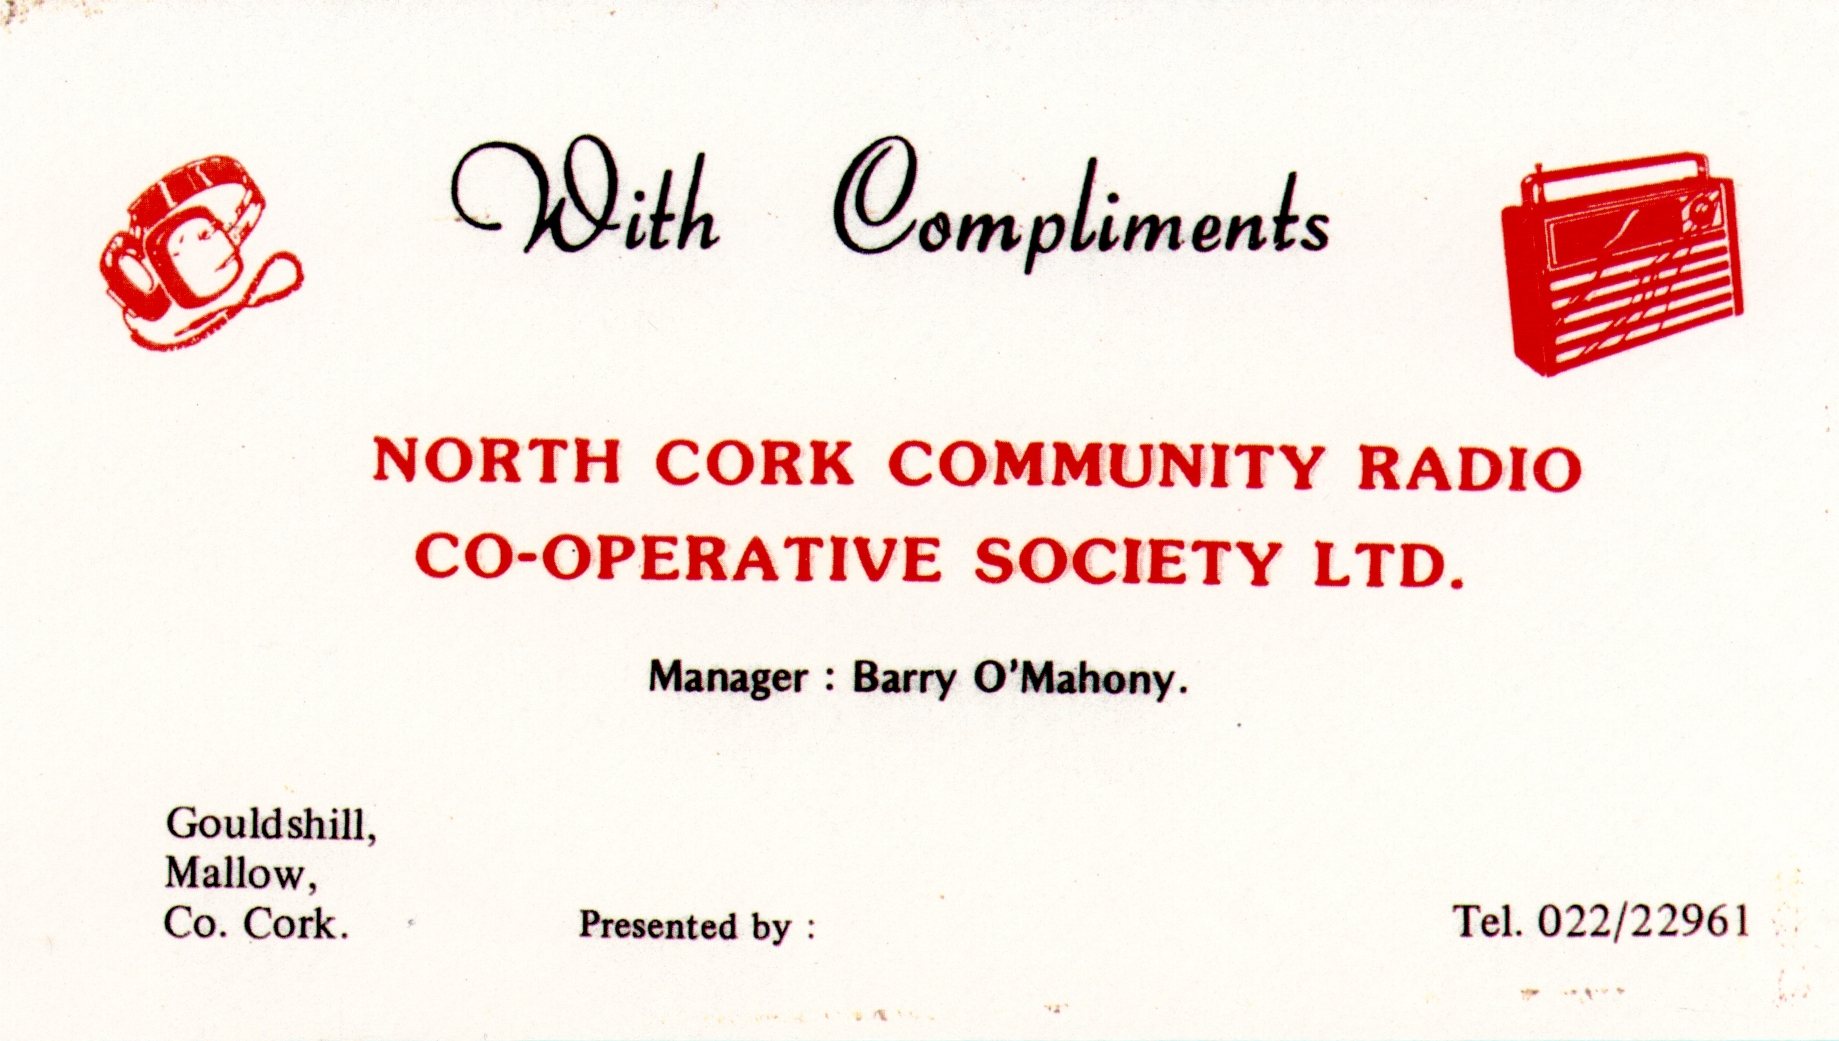 With Compliments
NORTH CORK COMMUNITY RADIO
CO-OPERATIVE SOCIETY LTD.
Manager : Barry O'Mahony.
Gouldshill,
Mallow,
Co. Cork.
Presented by :
Tel. 022/22961